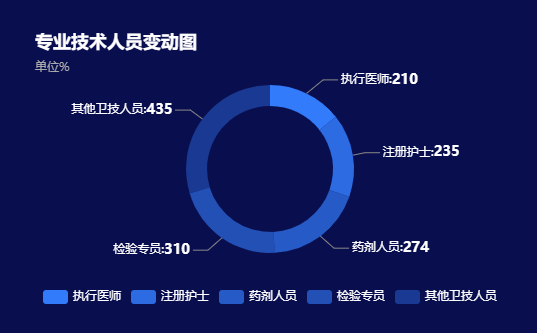 专业技术人员变动图
单位%
执行医师:210
其他卫技人员:435
注册护士:235
药剂人员:274
检验专员:310
执行医师 注册护士 药剂人员 检验专员 其他卫技人员